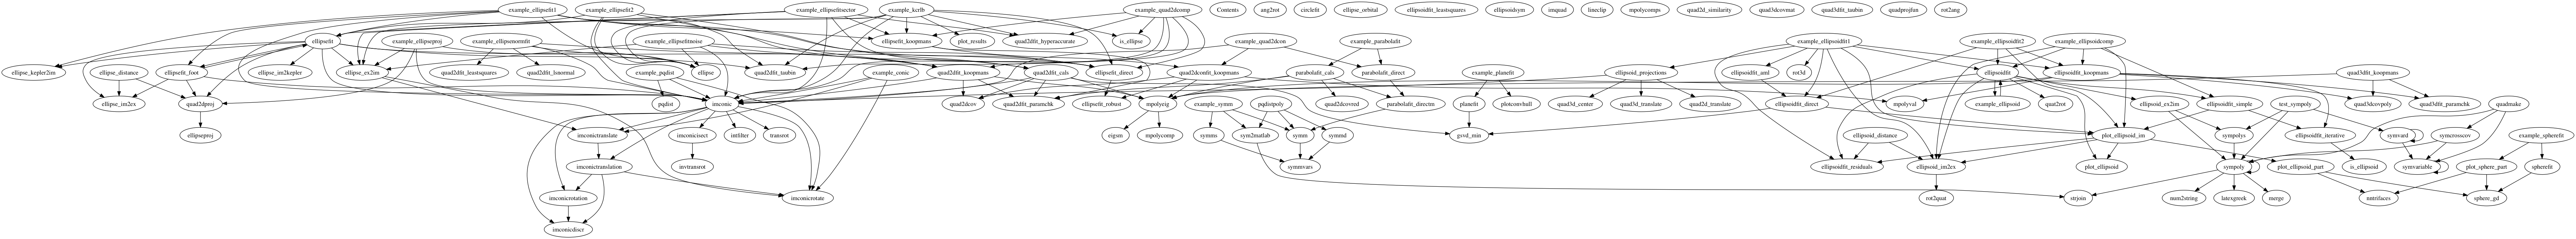 example_ellipsefit1
example_ellipsefit2
example_ellipsefitsector
example_kcrlb
example_quad2dcomp
Contents
ang2rot
circlefit
ellipse_orbital
ellipsoidfit_leastsquares
ellipsoidsym
imquad
lineclip
mpolycomps
quad2d_similarity
quad3dcovmat
quad3dfit_taubin
quadprojfun
rot2ang
ellipsefit
example_ellipseproj
example_ellipsenormfit
example_ellipsefitnoise
ellipsefit_koopmans
plot_results
quad2dfit_hyperaccurate
is_ellipse
example_quad2dcon
example_parabolafit
example_ellipsoidfit1
example_ellipsoidfit2
example_ellipsoidcomp
ellipse_kepler2im
ellipse_distance
ellipsefit_foot
ellipse_im2kepler
ellipse_ex2im
quad2dfit_leastsquares
quad2dfit_lsnormal
example_pqdist
ellipse
quad2dfit_taubin
example_conic
quad2dfit_koopmans
quad2dfit_cals
ellipsefit_direct
quad2dconfit_koopmans
parabolafit_cals
parabolafit_direct
example_planefit
ellipsoid_projections
ellipsoidfit_aml
rot3d
ellipsoidfit
ellipsoidfit_koopmans
quad3dfit_koopmans
ellipse_im2ex
quad2dproj
pqdist
imconic
quad2dcov
quad2dfit_paramchk
ellipsefit_robust
mpolyeig
quad2dcovred
parabolafit_directm
planefit
plotconvhull
quad3d_center
quad3d_translate
quad2d_translate
ellipsoidfit_direct
mpolyval
example_ellipsoid
quat2rot
ellipsoid_ex2im
ellipsoidfit_simple
test_sympoly
quad3dcovpoly
quad3dfit_paramchk
quadmake
example_symm
pqdistpoly
ellipseproj
imconictranslate
imconicisect
intfilter
transrot
eigsm
mpolycomp
symms
sym2matlab
symm
symmd
gsvd_min
ellipsoid_distance
plot_ellipsoid_im
sympolys
ellipsoidfit_iterative
symvard
symcrosscov
example_spherefit
imconictranslation
invtransrot
symmvars
ellipsoidfit_residuals
ellipsoid_im2ex
plot_ellipsoid
is_ellipsoid
sympoly
symvariable
plot_ellipsoid_part
plot_sphere_part
spherefit
imconicrotation
imconicrotate
rot2quat
strjoin
num2string
latexgreek
merge
nntrifaces
sphere_gd
imconicdiscr